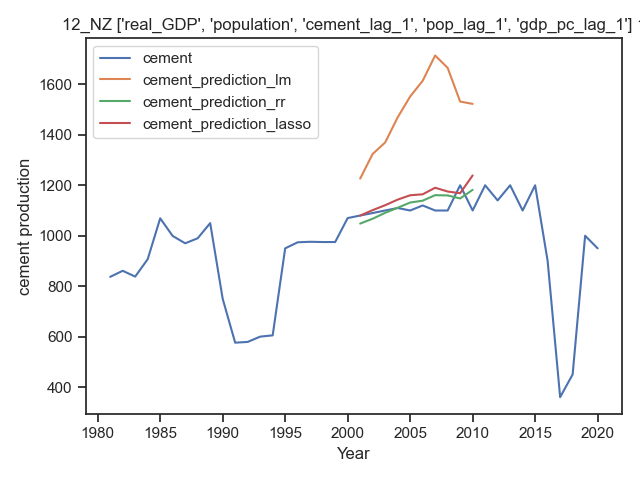 12_NZ ['real_GDP', 'population', 'cement_lag_1', 'pop_lag_1', 'gdp_pc_lag_1']
cement
cement_prediction_lm
cement_prediction_rr
cement_prediction_lasso
cement production
1600
1400
1200
1000
800
600
400
1980
1985
1990
1995
2000
2005
2010
2015
2020
Year